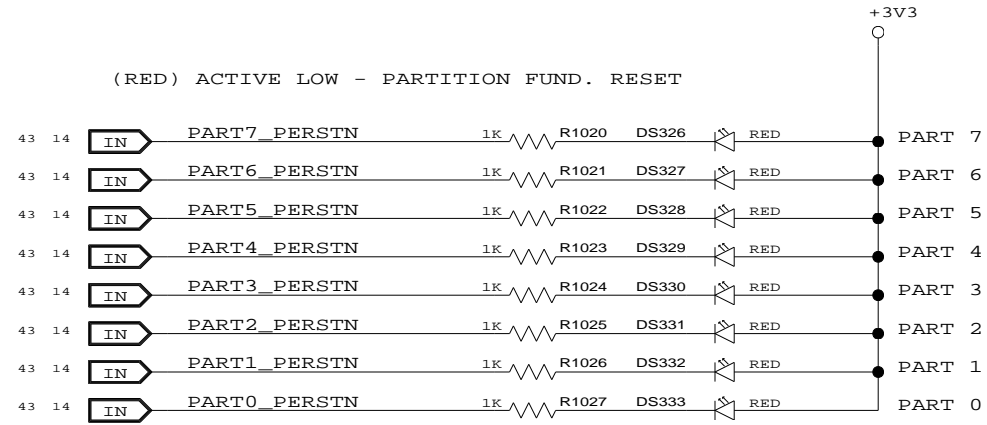 +3V3
(RED) ACTIVE LOW - PARTITION FUND. RESET
43 14 IN PART7_PERSTN 1K R1020 DS326 RED PART 7
43 14 IN PART6_PERSTN 1K R1021 DS327 RED PART 6
43 14 IN PART5_PERSTN 1K R1022 DS328 RED PART 5
43 14 IN PART4_PERSTN 1K R1023 DS329 RED PART 4
43 14 IN PART3_PERSTN 1K R1024 DS330 RED PART 3
43 14 IN PART2_PERSTN 1K R1025 DS331 RED PART 2
43 14 IN PART1_PERSTN 1K R1026 DS332 RED PART 1
43 14 IN PART0_PERSTN 1K R1027 DS333 RED PART 0